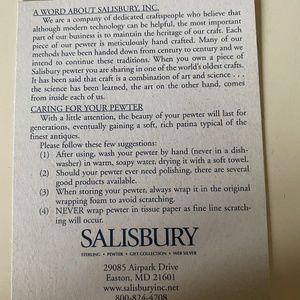 A WORD ABOUT SALISBURY, INC.
We are a company of dedicated craftspeople who believe that
although modern technology can be helpful, the most important
part of our business is to maintain the heritage of our craft. Each
piece of our pewter is meticulously hand crafted. Many of our
methods have been handed down from century to century and we
intend to continue these traditions. When you own a piece of
Salisbury pewter you are sharing in one of the world's oldest crafts.
It has been said that craft is a combination of art and science . . .
the science has been learned, the art on the other hand, comes
from inside each of us.
CARING FOR YOUR PEWTER
With a little attention, the beauty of your pewter will last for
generations, eventually gaining a soft, rich patina typical of the
finest antiques.
Please follow these few suggestions:
(1) After using, wash your pewter by hand (never in a dish-
washer) in warm, soapy water, drying it with a soft towel.
(2) Should your pewter ever need polishing, there are several
good products available.
(3) When storing your pewter, always wrap it in the original
wrapping foam to avoid scratching.
(4) NEVER wrap pewter in tissue paper as fine line scratch-
ing will occur.
SALISBURY
STERLING • PEWTER • GIFT COLLECTION • WEB SILVER
29085 Airpark Drive
Easton, MD 21601
www.salisburyinc.net
800-824-4708